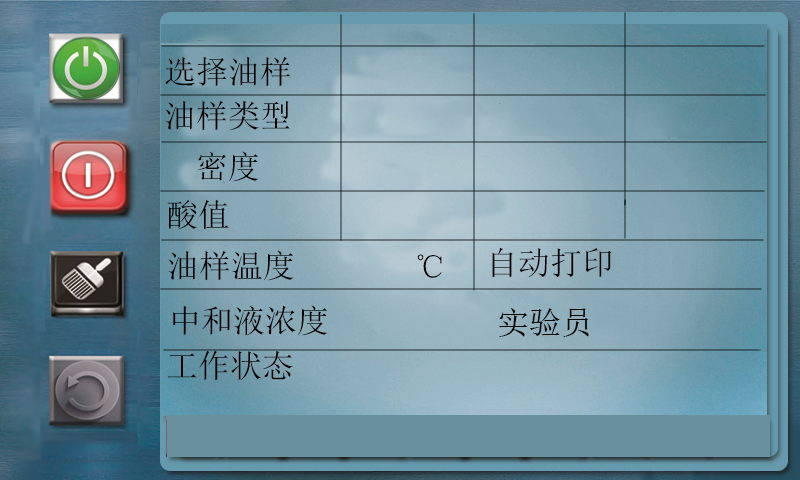 选择油样
油样类型
密度
酸值
油样温度 ℃ 自动打印
中和液浓度 实验员
工作状态